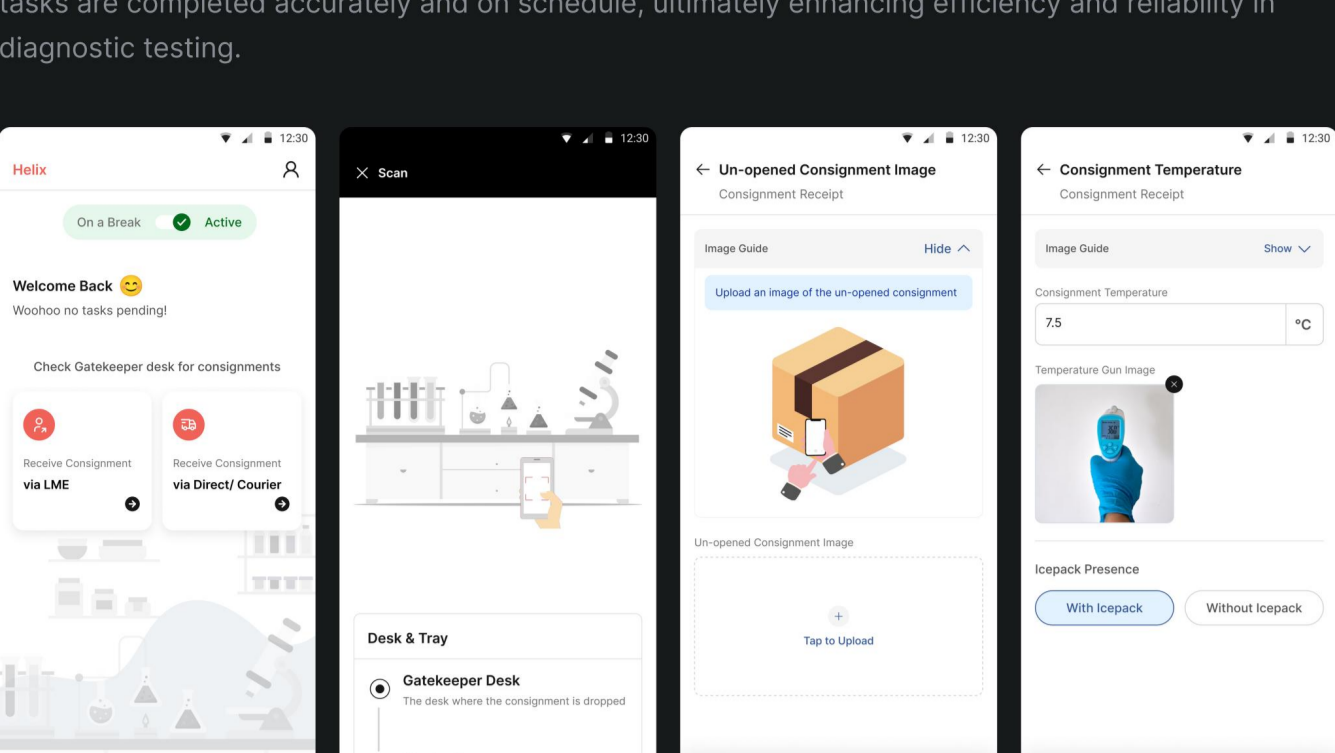 tasks are completed accurately and on schedule, ultimately enhancing efficiency and reliability in
diagnostic testing.
12:30
Helix
On a Break
Active
Welcome Back 😊
Woohoo no tasks pending!
Check Gatekeeper desk for consignments
Receive Consignment
via LME
Receive Consignment
via Direct/ Courier
12:30
Scan
Desk & Tray
Gatekeeper Desk
The desk where the consignment is dropped
12:30
Un-opened Consignment Image
Consignment Receipt
Image Guide
Hide
Upload an image of the un-opened consignment
Un-opened Consignment Image
Tap to Upload
12:30
Consignment Temperature
Consignment Receipt
Image Guide
Show
Consignment Temperature
7.5
°C
Temperature Gun Image
Icepack Presence
With Icepack
Without Icepack